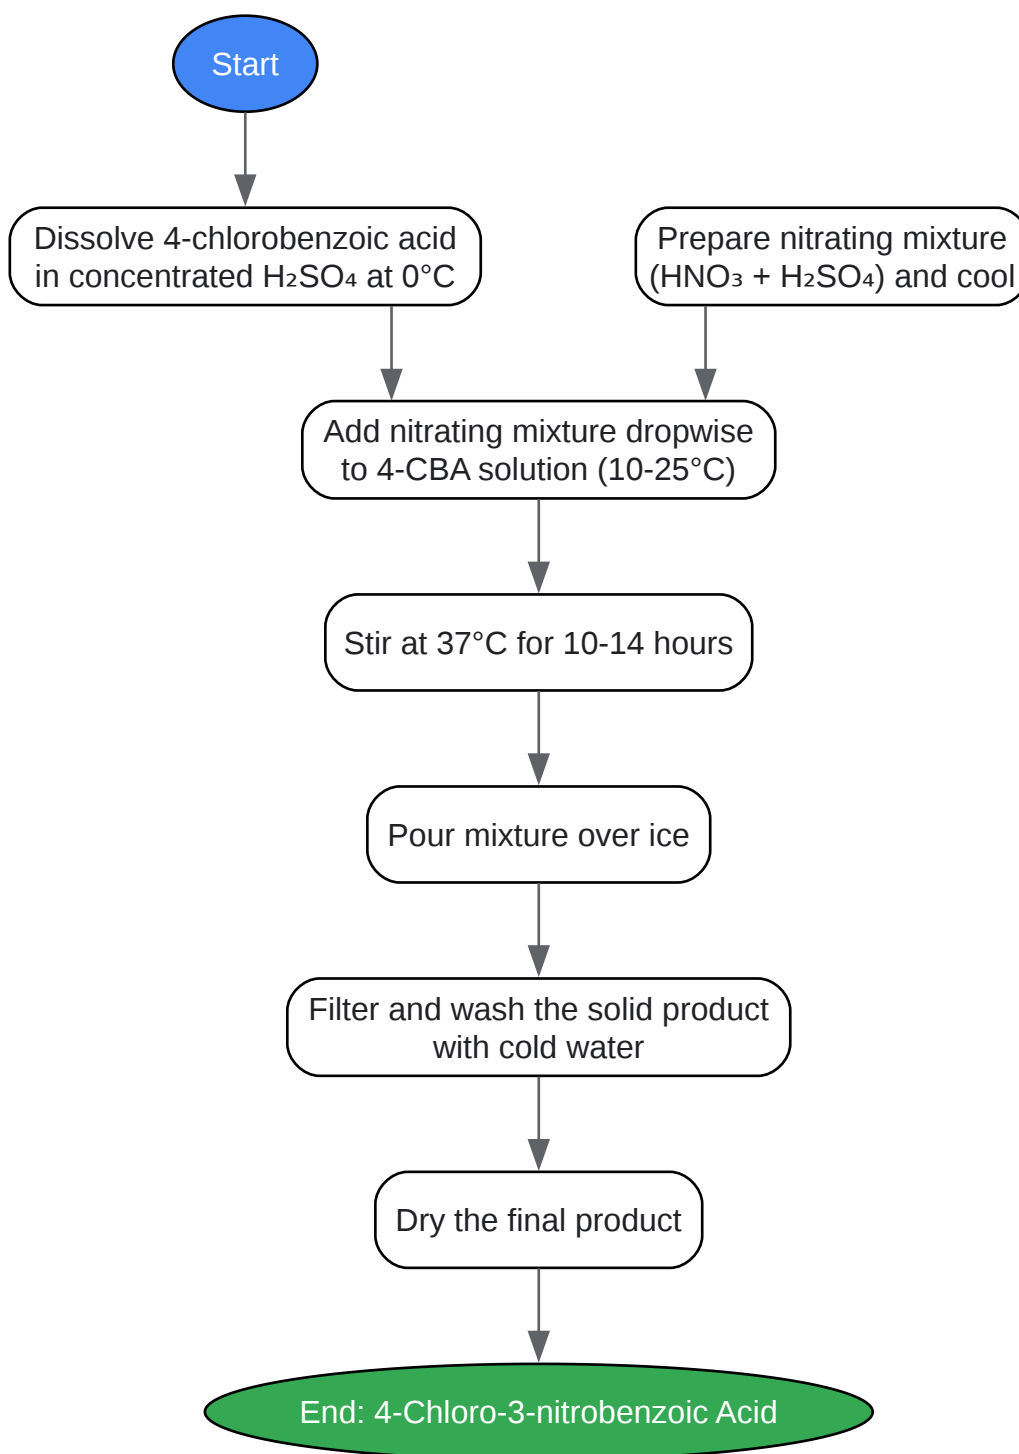 Start
Dissolve 4-chlorobenzoic acid
in concentrated H₂SO₄ at 0°C
Prepare nitrating mixture
(HNO₃ + H₂SO₄) and cool
Add nitrating mixture dropwise
to 4-CBA solution (10-25°C)
Stir at 37°C for 10-14 hours
Pour mixture over ice
Filter and wash the solid product
with cold water
Dry the final product
End: 4-Chloro-3-nitrobenzoic Acid